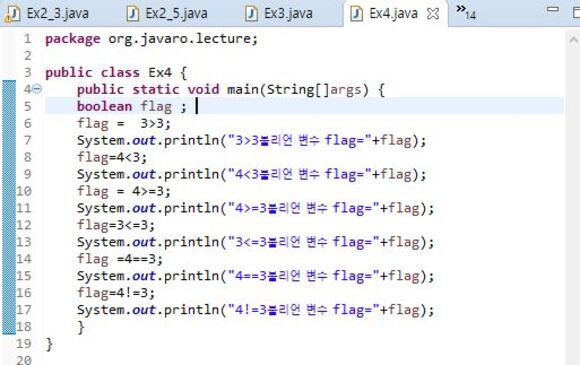 Ex2_3.java Ex2_5.java Ex3.java Ex4.java »14
1 package org.javaro.lecture;
2
3 public class Ex4 {
4 public static void main(String[]args) {
5 boolean flag ;
6 flag =  3>3;
7 System.out.println("3>3불리언 변수 flag="+flag);
8 flag=4<3;
9 System.out.println("4<3불리언 변수 flag="+flag);
10 flag = 4>=3;
11 System.out.println("4>=3불리언 변수 flag="+flag);
12 flag=3<=3;
13 System.out.println("3<=3불리언 변수 flag="+flag);
14 flag =4==3;
15 System.out.println("4==3불리언 변수 flag="+flag);
16 flag=4!=3;
17 System.out.println("4!=3불리언 변수 flag="+flag);
18 }
19 }
20